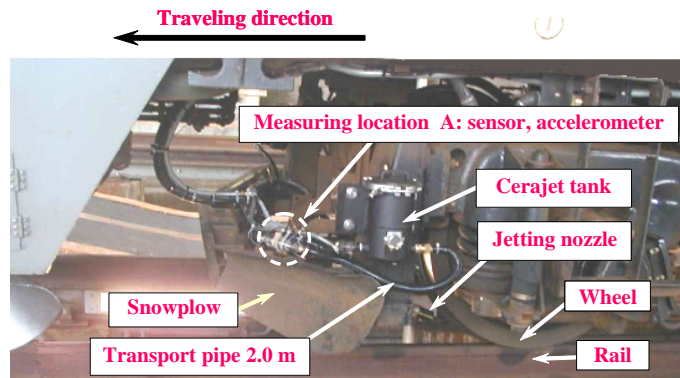 Traveling direction
Measuring location A: sensor, accelerometer
Cerajet tank
Jetting nozzle
Wheel
Snowplow
Transport pipe 2.0 m
Rail